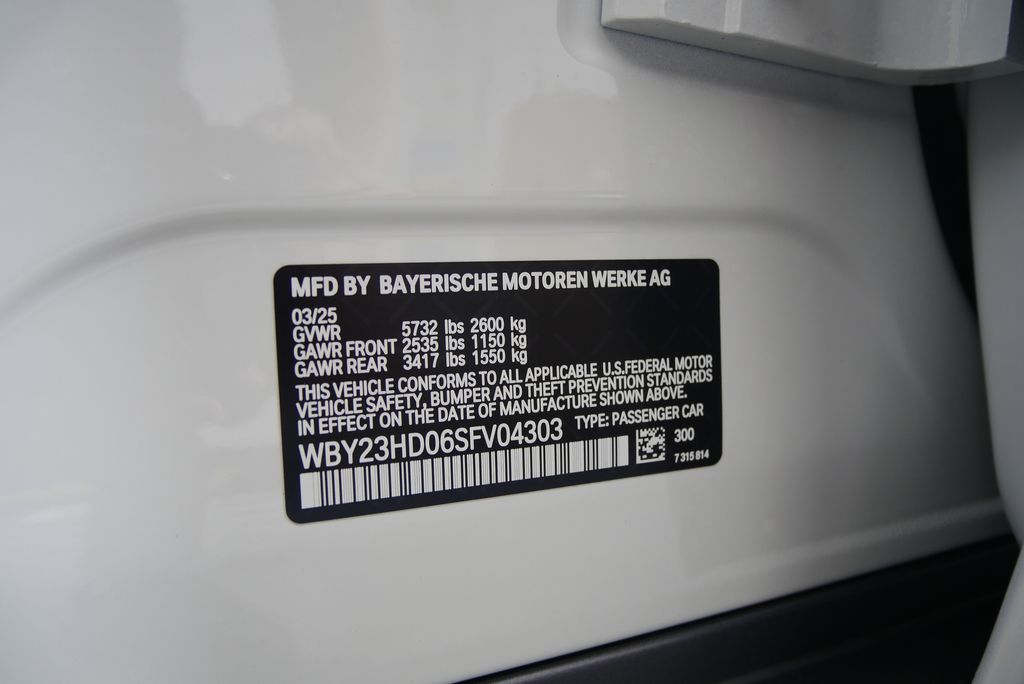 MFD BY BAYERISCHE MOTOREN WERKE AG
03/25
GVWR 5732 lbs 2600 kg
GAWR FRONT 2535 lbs 1150 kg
GAWR REAR 3417 lbs 1550 kg
THIS VEHICLE CONFORMS TO ALL APPLICABLE U.S.FEDERAL MOTOR
VEHICLE SAFETY, BUMPER AND THEFT PREVENTION STANDARDS
IN EFFECT ON THE DATE OF MANUFACTURE SHOWN ABOVE.
TYPE: PASSENGER CAR
WBY23HD06SFV04303
300
7 315 814